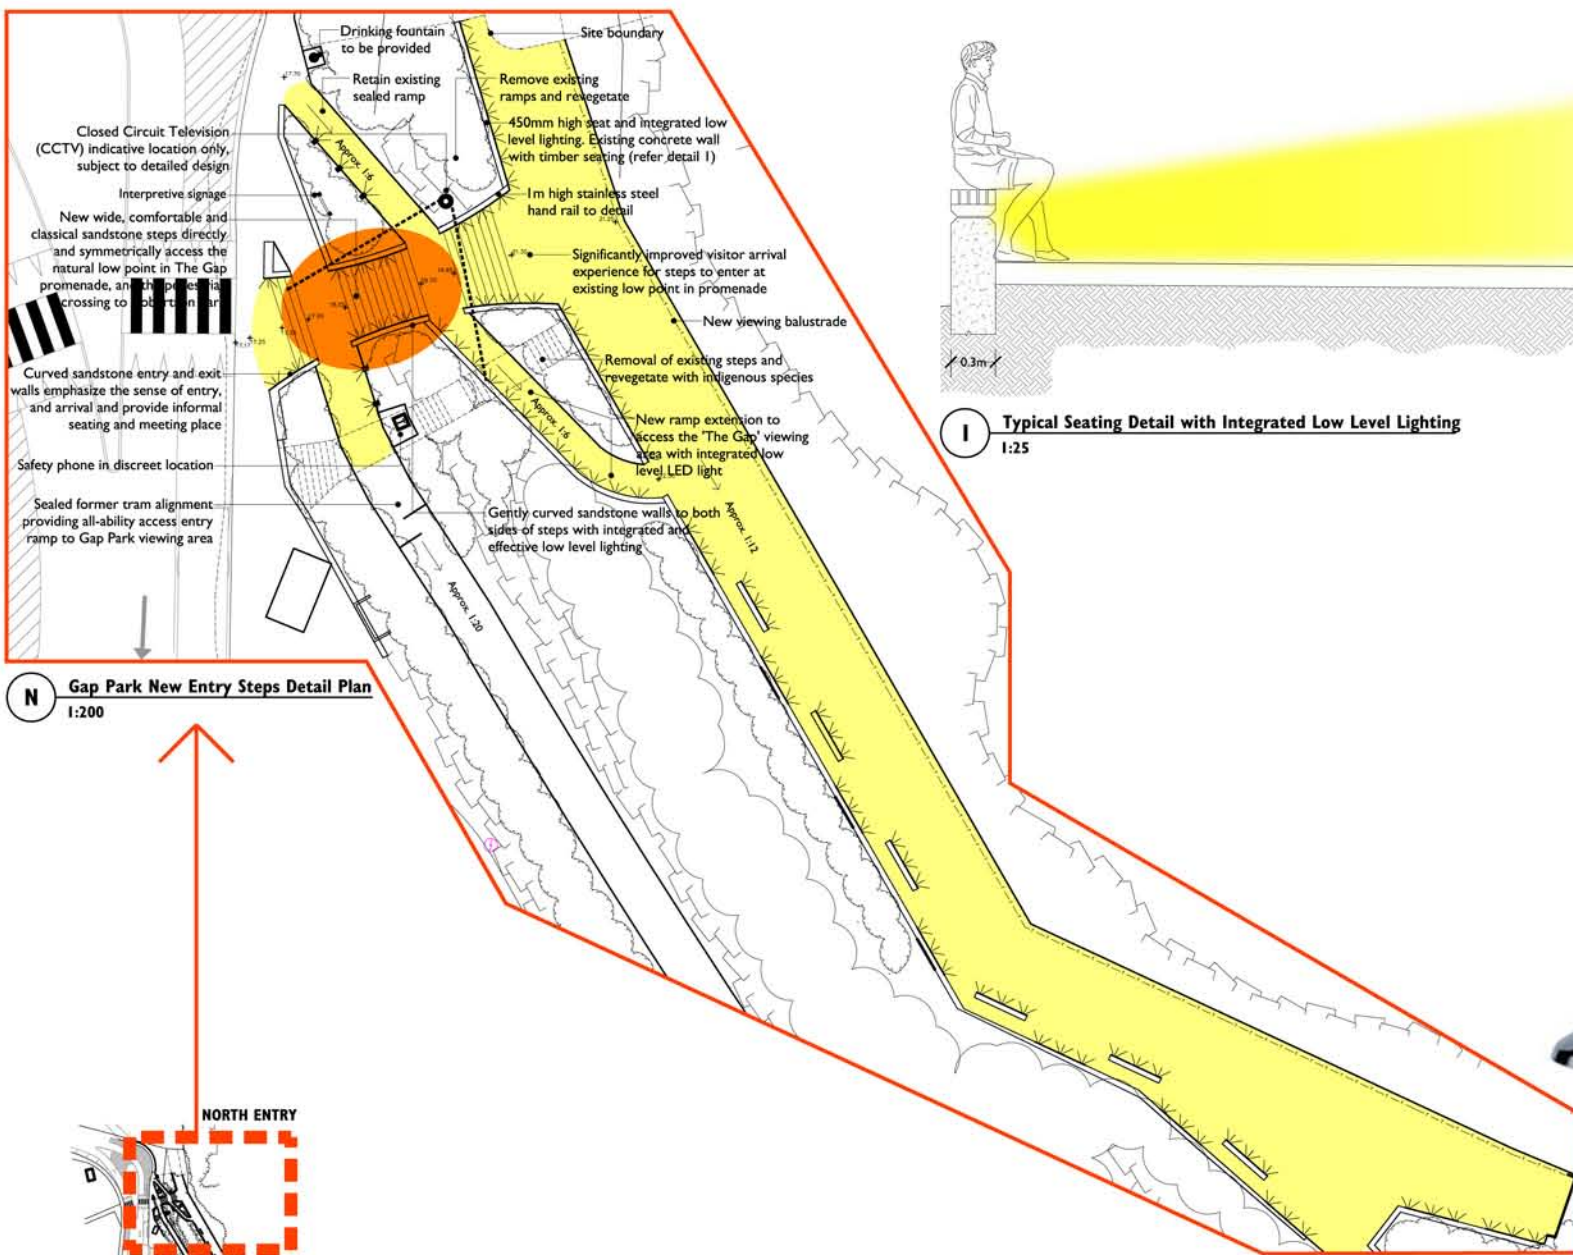 Drinking fountain
to be provided
Site boundary
17.70
Retain existing
sealed ramp
Remove existing
ramps and revegetate
Closed Circuit Television
(CCTV) indicative location only,
subject to detailed design
450mm high seat and integrated low
level lighting. Existing concrete wall
with timber seating (refer detail 1)
Approx. 1:6
Interpretive signage
1m high stainless steel
hand rail to detail
New wide, comfortable and
classical sandstone steps directly
and symmetrically access the
natural low point in The Gap
promenade, and the pedestrian
crossing to Robertson Park
Significantly improved visitor arrival
experience for steps to enter at
existing low point in promenade
New viewing balustrade
Curved sandstone entry and exit
walls emphasize the sense of entry,
and arrival and provide informal
seating and meeting place
Removal of existing steps and
revegetate with indigenous species
Approx. 1:6
New ramp extension to
access the 'The Gap' viewing
area with integrated low
level LED light
Safety phone in discreet location
Sealed former tram alignment
providing all-ability access entry
ramp to Gap Park viewing area
Gently curved sandstone walls to both
sides of steps with integrated and
effective low level lighting
Approx. 1:12
Approx. 1:20
0.3m
1
Typical Seating Detail with Integrated Low Level Lighting
1:25
N
Gap Park New Entry Steps Detail Plan
1:200
NORTH ENTRY